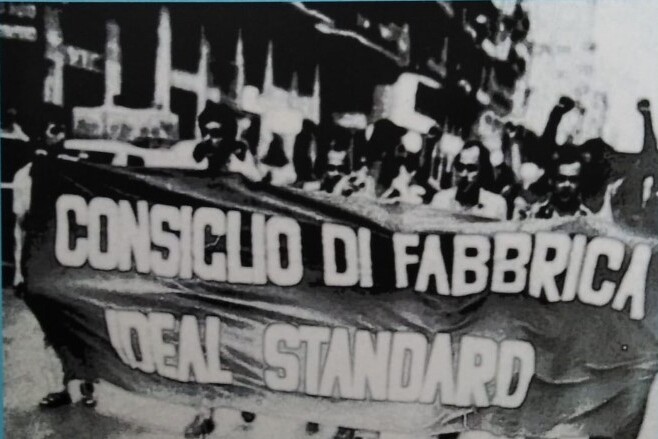 CONSIGLIO DI FABBRICA
IDEAL STANDARD